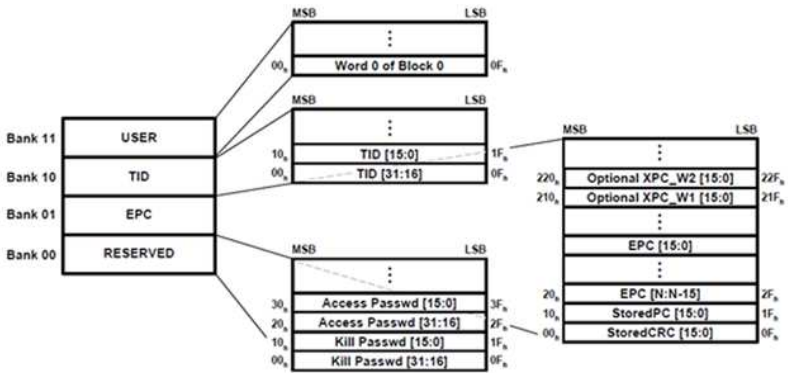 MSB LSB
00h Word 0 of Block 0 0Fh
MSB LSB
10h TID [15:0] 1Fh
00h TID [31:16] 0Fh
Bank 11 USER
Bank 10 TID
Bank 01 EPC
Bank 00 RESERVED
MSB LSB
220h Optional XPC_W2 [15:0] 22Fh
210h Optional XPC_W1 [15:0] 21Fh
EPC [15:0]
20h EPC [N:N-15] 2Fh
10h StoredPC [15:0] 1Fh
00h StoredCRC [15:0] 0Fh
MSB LSB
30h Access Passwd [15:0] 3Fh
20h Access Passwd [31:16] 2Fh
10h Kill Passwd [15:0] 1Fh
00h Kill Passwd [31:16] 0Fh